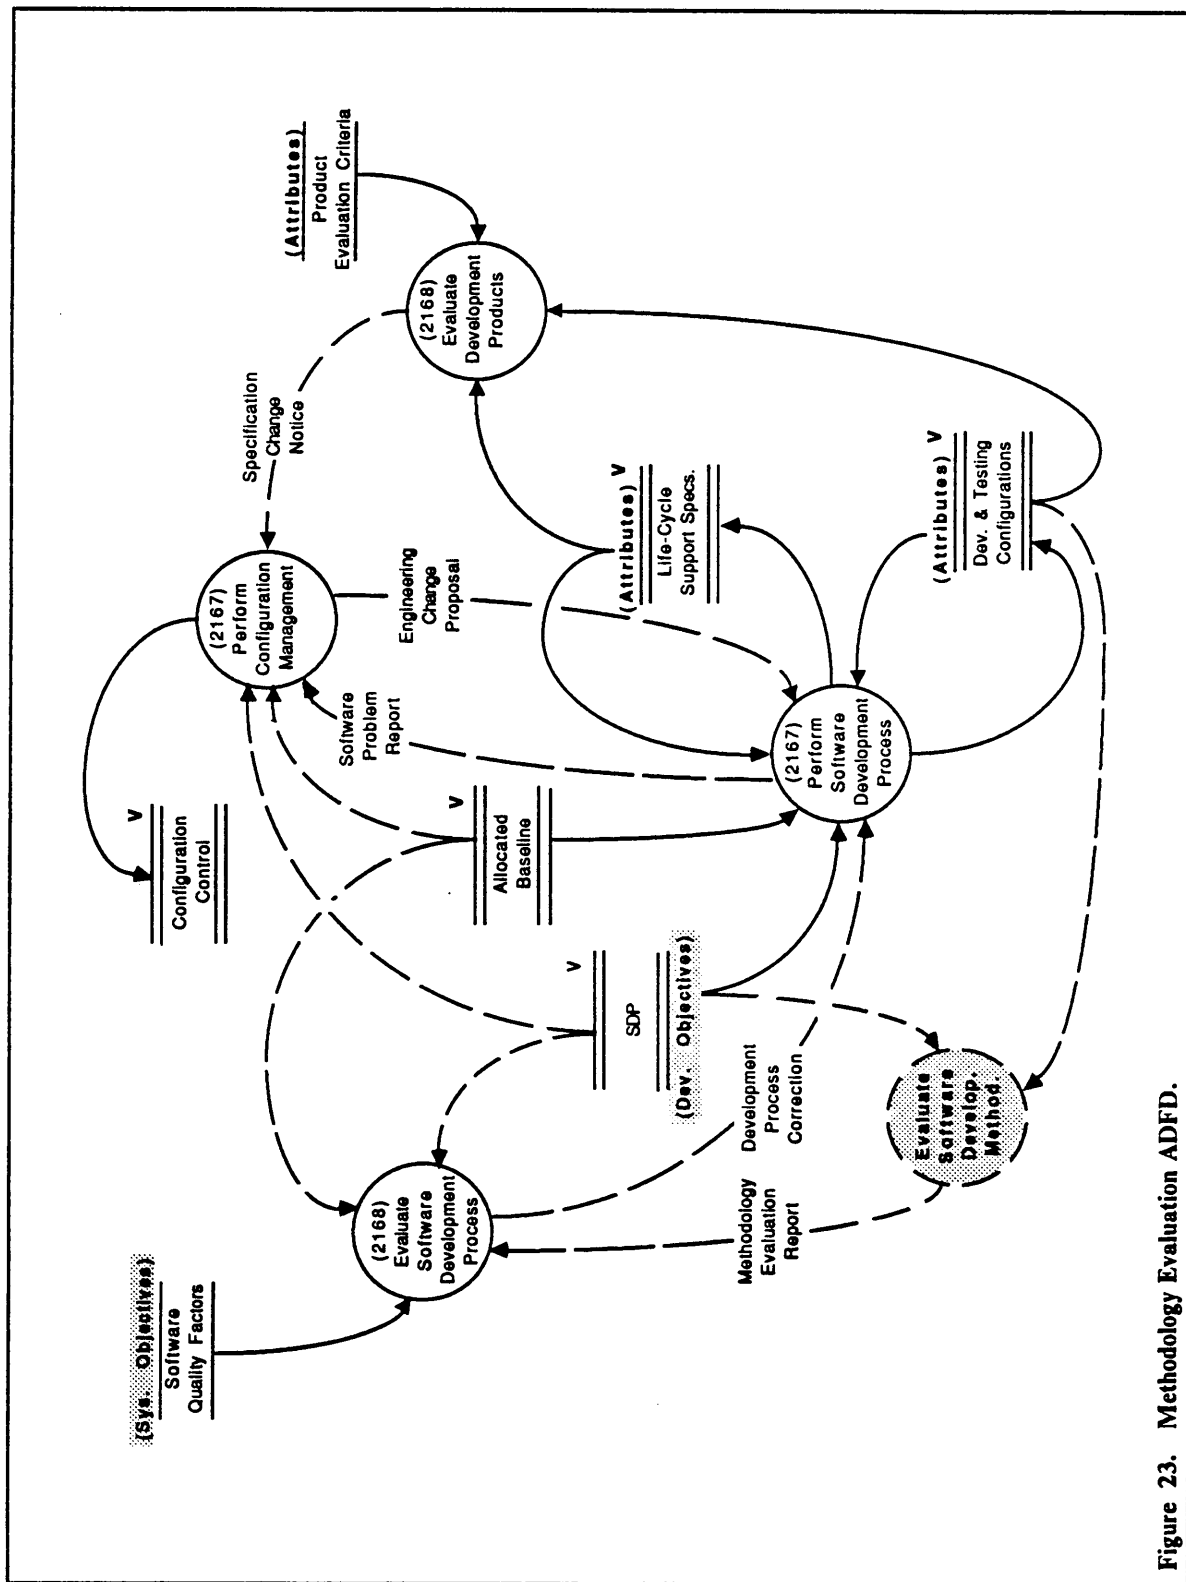 (Sys. Objectives)
Software
Quality Factors
(2168)
Evaluate
Software
Development
Process
V
Configuration
Control
(2167)
Perform
Configuration
Management
Specification
Change
Notice
(Attributes)
Product
Evaluation Criteria
(2168)
Evaluate
Development
Products
V
Allocated
Baseline
Software
Problem
Report
Engineering
Change
Proposal
V
SDP
(Dev. Objectives)
(Attributes) V
Life-Cycle
Support Specs.
Methodology
Evaluation
Report
Development
Process
Correction
(2167)
Perform
Software
Development
Process
(Attributes) V
Dev. & Testing
Configurations
Evaluate
Software
Develop.
Method.
Figure 23. Methodology Evaluation ADFD.